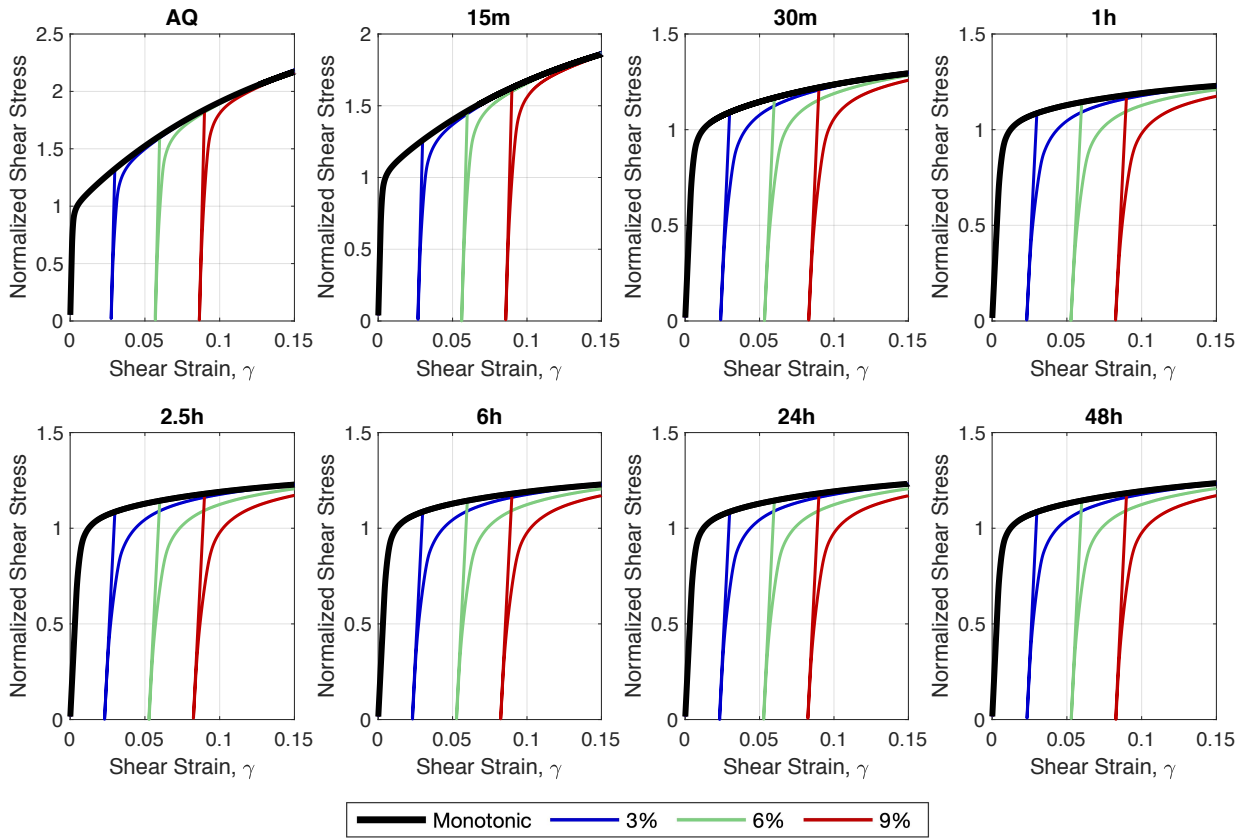 AQ
15m
30m
1h
2.5
2
1.5
1
0.5
0
Normalized Shear Stress
0 0.05 0.1 0.15
Shear Strain, γ
2
1.5
1
0.5
0
Normalized Shear Stress
0 0.05 0.1 0.15
Shear Strain, γ
1.5
1
0.5
0
Normalized Shear Stress
0 0.05 0.1 0.15
Shear Strain, γ
1.5
1
0.5
0
Normalized Shear Stress
0 0.05 0.1 0.15
Shear Strain, γ
2.5h
6h
24h
48h
1.5
1
0.5
0
Normalized Shear Stress
0 0.05 0.1 0.15
Shear Strain, γ
1.5
1
0.5
0
Normalized Shear Stress
0 0.05 0.1 0.15
Shear Strain, γ
1.5
1
0.5
0
Normalized Shear Stress
0 0.05 0.1 0.15
Shear Strain, γ
1.5
1
0.5
0
Normalized Shear Stress
0 0.05 0.1 0.15
Shear Strain, γ
Monotonic 3% 6% 9%